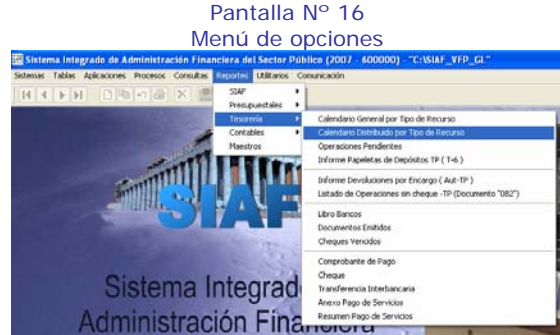 Pantalla Nº 16
Menú de opciones
Sistema Integrado de Administración Financiera del Sector Público (2007 - 600000) - "C:\SIAF_VFP_GL"
Sistemas Tablas Aplicaciones Procesos Consultas Reportes Utilitarios Comunicación
SIAF
Presupuestales
Tesorería
Contables
Maestros
Calendario General por Tipo de Recurso
Calendario Distribuido por Tipo de Recurso
Operaciones Pendientes
Informe Papeletas de Depósitos TP ( T-6 )
Informe Devoluciones por Encargo ( Aut-TP )
Listado de Operaciones sin cheque -TP (Documento "082")
Libro Bancos
Documentos Emitidos
Cheques Vencidos
Comprobante de Pago
Cheque
Transferencia Interbancaria
Anexo Pago de Servicios
Resumen Pago de Servicios
SIAF
Sistema Integrad
Administración Financiera